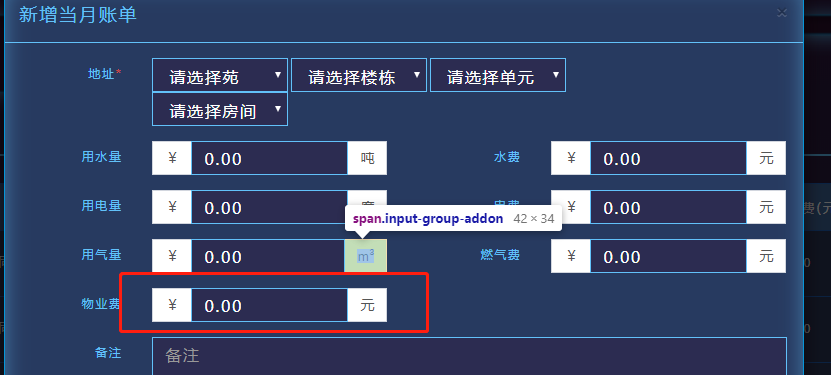 新增当月账单 ×
地址* 请选择苑 请选择楼栋 请选择单元
请选择房间
用水量 ¥ 0.00 吨 水费 ¥ 0.00 元
用电量 ¥ 0.00 ¥ 0.00 元
span.input-group-addon 42 × 34
用气量 ¥ 0.00 m³ 燃气费 ¥ 0.00 元
物业费 ¥ 0.00 元
备注 备注